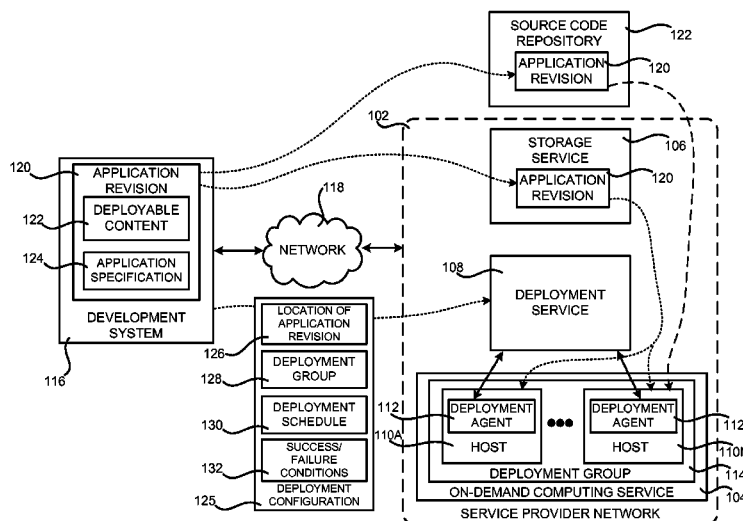 SOURCE CODE
REPOSITORY
122
APPLICATION
REVISION
120
102
STORAGE
SERVICE
106
APPLICATION
REVISION
120
120
APPLICATION
REVISION
122
DEPLOYABLE
CONTENT
124
APPLICATION
SPECIFICATION
DEVELOPMENT
SYSTEM
116
118
NETWORK
108
DEPLOYMENT
SERVICE
LOCATION OF
APPLICATION
REVISION
126
DEPLOYMENT
GROUP
128
DEPLOYMENT
SCHEDULE
130
SUCCESS/
FAILURE
CONDITIONS
132
DEPLOYMENT
CONFIGURATION
125
112
DEPLOYMENT
AGENT
110A
HOST
DEPLOYMENT
AGENT
112
HOST
110N
DEPLOYMENT GROUP
114
ON-DEMAND COMPUTING SERVICE
104
SERVICE PROVIDER NETWORK